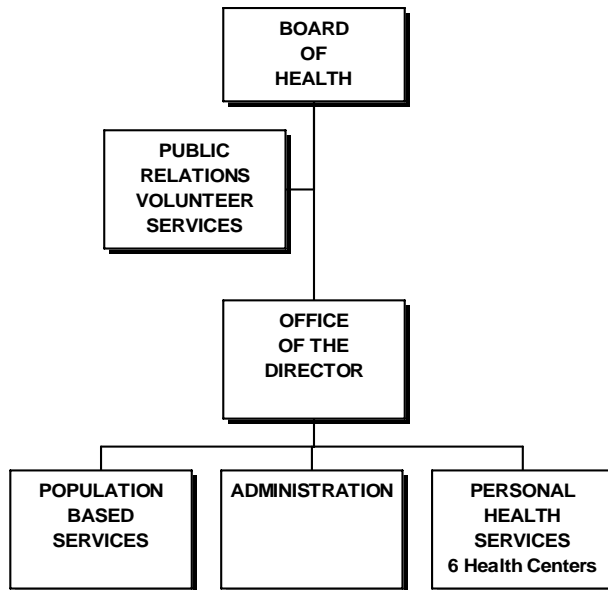 BOARD
OF
HEALTH
PUBLIC
RELATIONS
VOLUNTEER
SERVICES
OFFICE
OF THE
DIRECTOR
POPULATION
BASED
SERVICES
ADMINISTRATION
PERSONAL
HEALTH
SERVICES
6 Health Centers